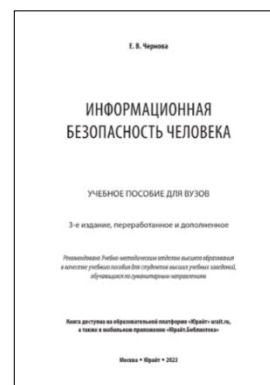 Е. В. Чернова
ИНФОРМАЦИОННАЯ
БЕЗОПАСНОСТЬ ЧЕЛОВЕКА
УЧЕБНОЕ ПОСОБИЕ ДЛЯ ВУЗОВ
3-е издание, переработанное и дополненное
Рекомендовано Учебно-методическим отделом высшего образования
в качестве учебного пособия для студентов высших учебных заведений,
обучающихся по гуманитарным направлениям
Книга доступна на образовательной платформе «Юрайт» urait.ru,
а также в мобильном приложении «Юрайт.Библиотека»
Москва • Юрайт • 2023